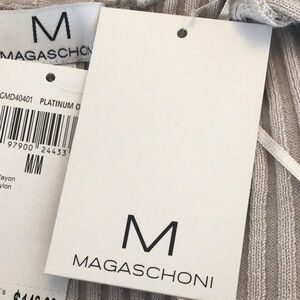 M
MAGASCHONI
GMD40401 PLATINUM O
97900 24433
M/M
Rayon
ylon
M
MAGASCHONI